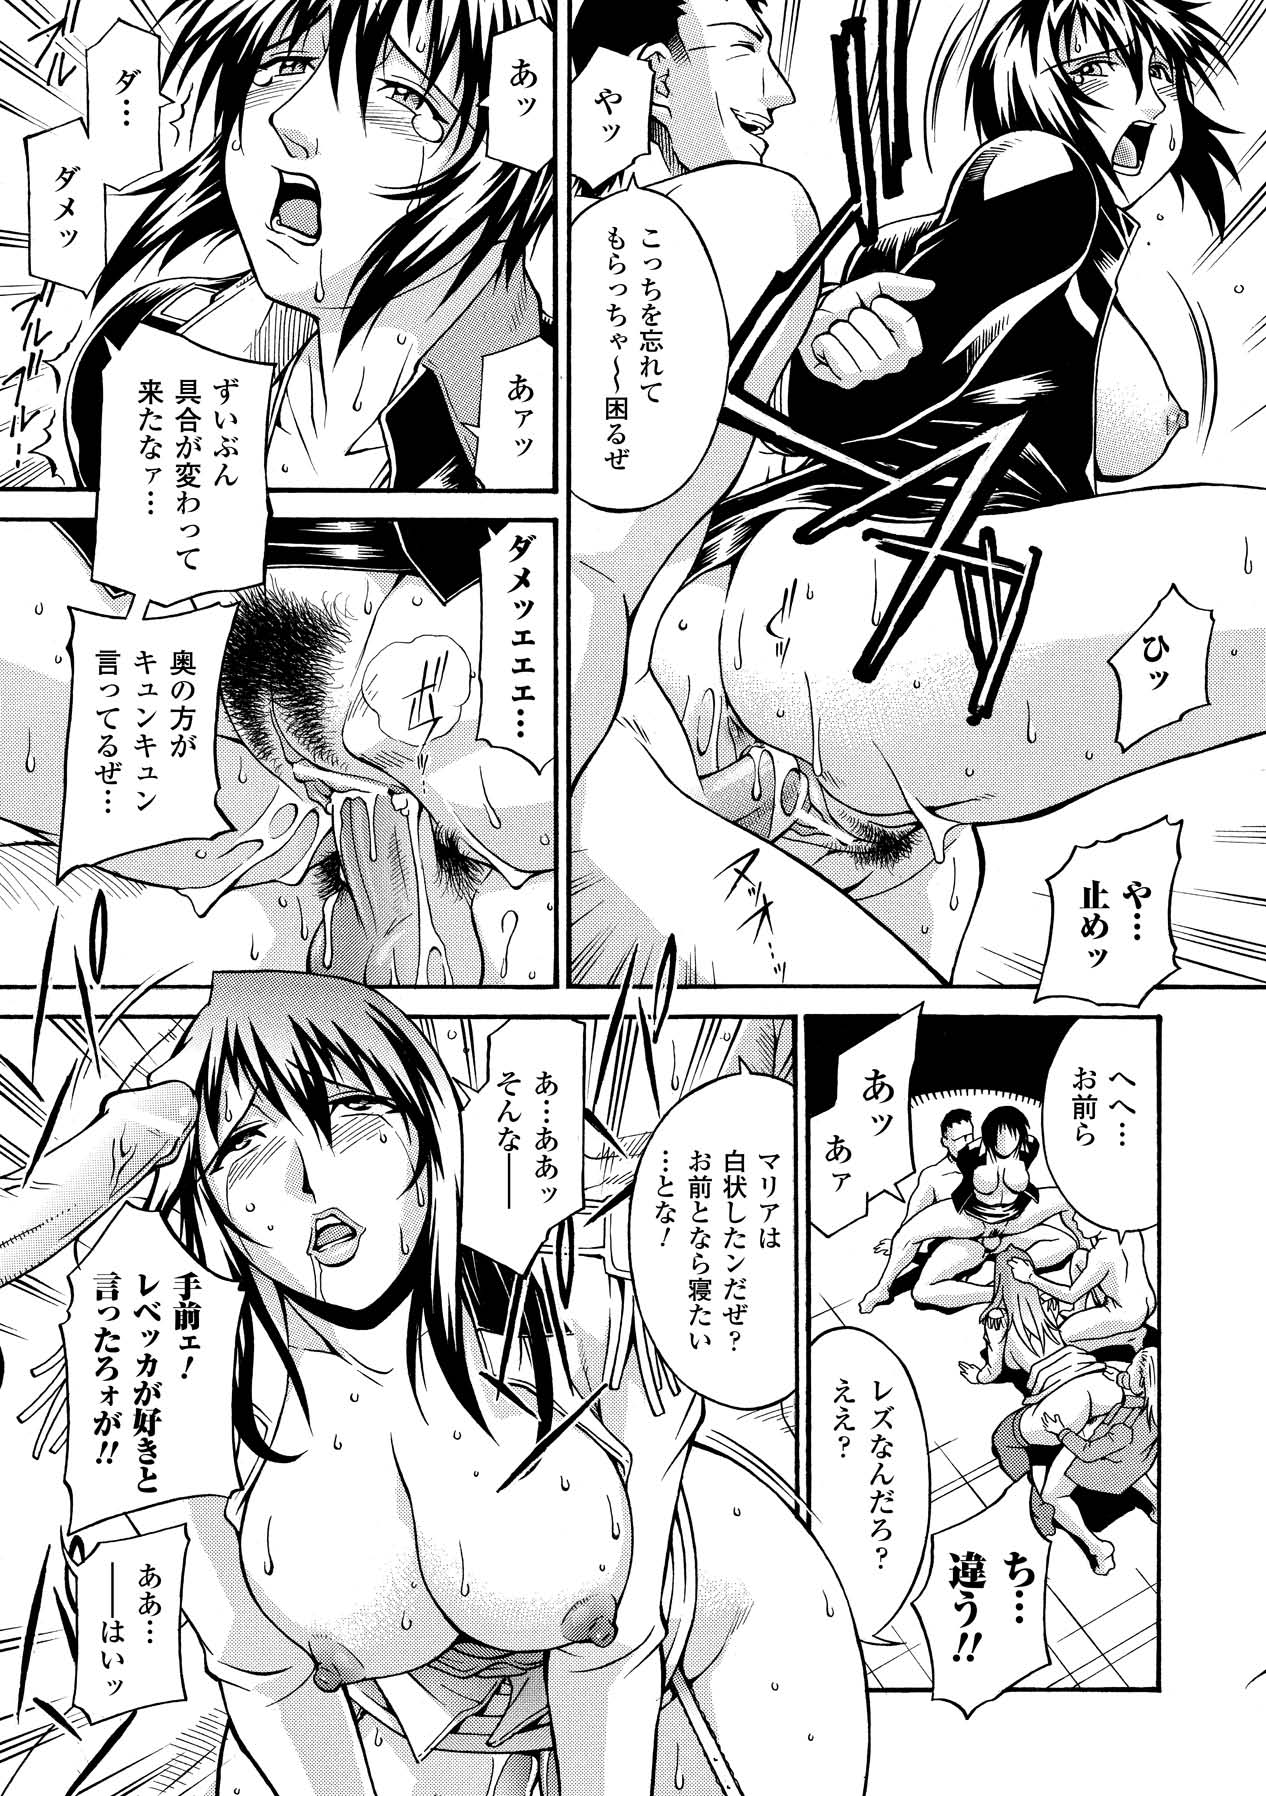 やッ
こっちを忘れて
もらっちゃ～困るぜ
ひッ
や…
止めッ
あッ
ダ…
ダメッ
あァッ
ずいぶん
具合が変わって
来たなァ…
ダメッェェェ…
奥の方が
キュンキュン
言ってるぜ…
へへ…
お前ら
あッ
あァ
レズなんだろ？
ええ？
ち…
違う!!
マリアは
白状したンだぜ？
お前となら寝たい
…とな！
あ…ああッ
そんな――
手前ェ！
レベッカが好きと
言ったろォが!!
ああ…
――はいッ